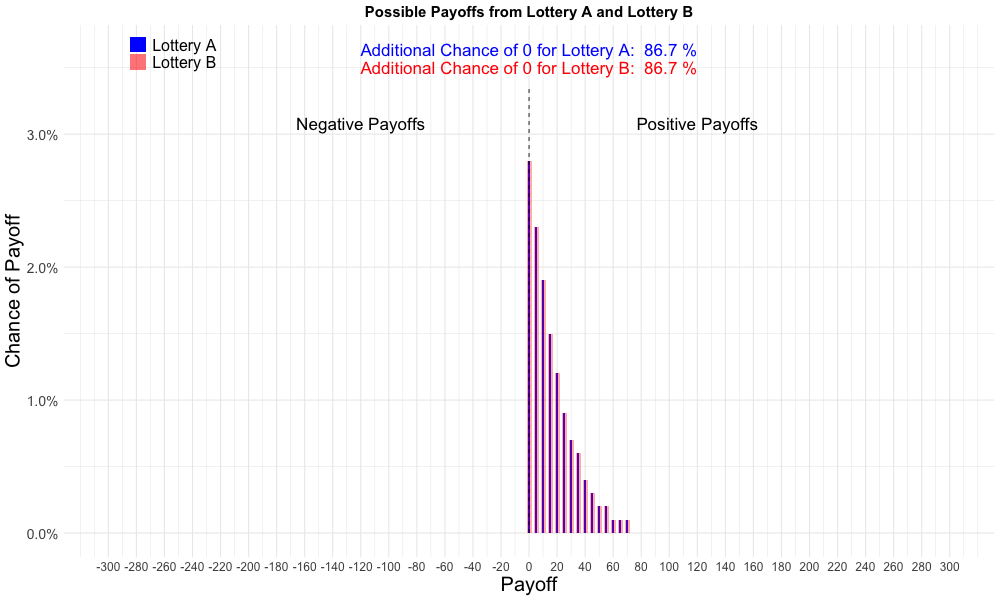 Possible Payoffs from Lottery A and Lottery B
Lottery A
Lottery B
Additional Chance of 0 for Lottery A: 86.7 %
Additional Chance of 0 for Lottery B: 86.7 %
Negative Payoffs
Positive Payoffs
Chance of Payoff
3.0%
2.0%
1.0%
0.0%
-300 -280 -260 -240 -220 -200 -180 -160 -140 -120 -100 -80 -60 -40 -20 0 20 40 60 80 100 120 140 160 180 200 220 240 260 280 300
Payoff